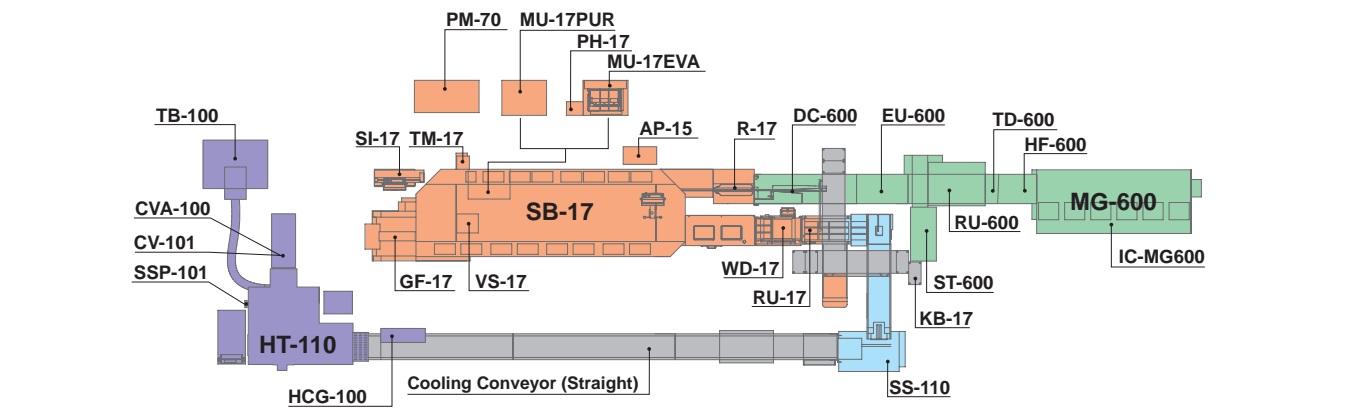 PM-70
MU-17PUR
PH-17
MU-17EVA
TB-100
SI-17
TM-17
AP-15
R-17
DC-600
EU-600
TD-600
HF-600
CVA-100
CV-101
SSP-101
SB-17
MG-600
RU-600
IC-MG600
GF-17
VS-17
WD-17
RU-17
ST-600
KB-17
HT-110
HCG-100
Cooling Conveyor (Straight)
SS-110